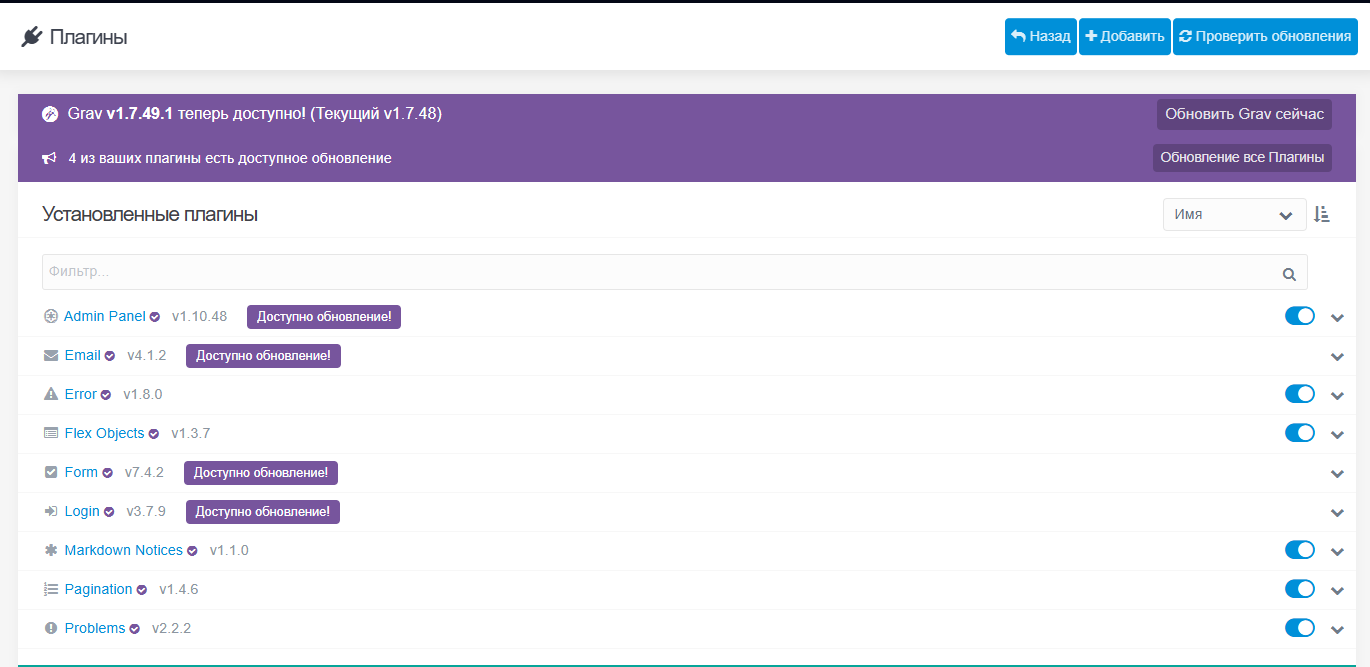 Плагины
Назад
Добавить
Проверить обновления
Grav v1.7.49.1 теперь доступно! (Текущий v1.7.48)
Обновить Grav сейчас
4 из ваших плагины есть доступное обновление
Обновление все Плагины
Установленные плагины
Имя
Фильтр...
Admin Panel v1.10.48 Доступно обновление!
Email v4.1.2 Доступно обновление!
Error v1.8.0
Flex Objects v1.3.7
Form v7.4.2 Доступно обновление!
Login v3.7.9 Доступно обновление!
Markdown Notices v1.1.0
Pagination v1.4.6
Problems v2.2.2